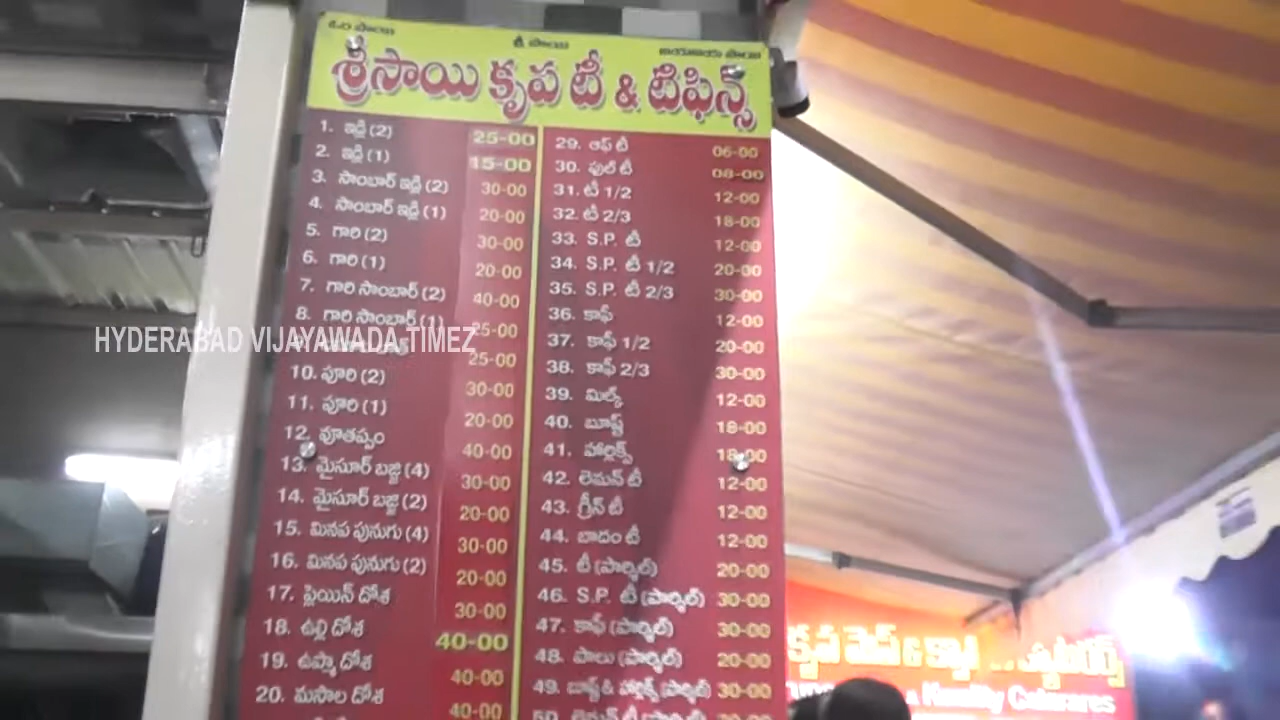 ఓం సాయి శ్రీ సాయి జయజయ సాయి
శ్రీసాయి కృప టీ & టిఫిన్స్
1. ఇడ్లి (2) 25-00
2. ఇడ్లి (1) 15-00
3. సాంబార్ ఇడ్లి (2) 30-00
4. సాంబార్ ఇడ్లి (1) 20-00
5. గారి (2) 30-00
6. గారి (1) 20-00
7. గారి సాంబార్ (2) 40-00
8. గారి సాంబార్ (1) 25-00
25-00
10. పూరి (2) 30-00
11. పూరి (1) 20-00
12. వూతప్పం 40-00
13. మైసూర్ బజ్జి (4) 30-00
14. మైసూర్ బజ్జి (2) 20-00
15. మినప పునుగు (4) 30-00
16. మినప పునుగు (2) 20-00
17. ప్లెయిన్ దోశ 30-00
18. ఉల్లి దోశ 40-00
19. ఉప్మా దోశ 40-00
20. మసాల దోశ 40-00
29. ఆఫ్ టీ 06-00
30. ఫుల్ టీ 08-00
31. టీ 1/2 12-00
32. టీ 2/3 18-00
33. S.P. టీ 12-00
34. S.P. టీ 1/2 20-00
35. S.P. టీ 2/3 30-00
36. కాఫీ 12-00
37. కాఫీ 1/2 20-00
38. కాఫీ 2/3 30-00
39. మిల్క్ 12-00
40. బూస్ట్ 18-00
41. హార్లిక్స్ 18-00
42. లెమన్ టీ 12-00
43. గ్రీన్ టీ 12-00
44. బాదం టీ 12-00
45. టీ (పార్శిల్) 20-00
46. S.P. టీ (పార్శిల్) 30-00
47. కాఫీ (పార్శిల్) 30-00
48. పాలు (పార్శిల్) 20-00
49. బూస్ట్ & హార్లిక్స్ (పార్శిల్) 30-00
50. లెమన్ టీ (పార్శిల్)
HYDERABAD VIJAYAWADA TIMEZ
కృప మెస్ &